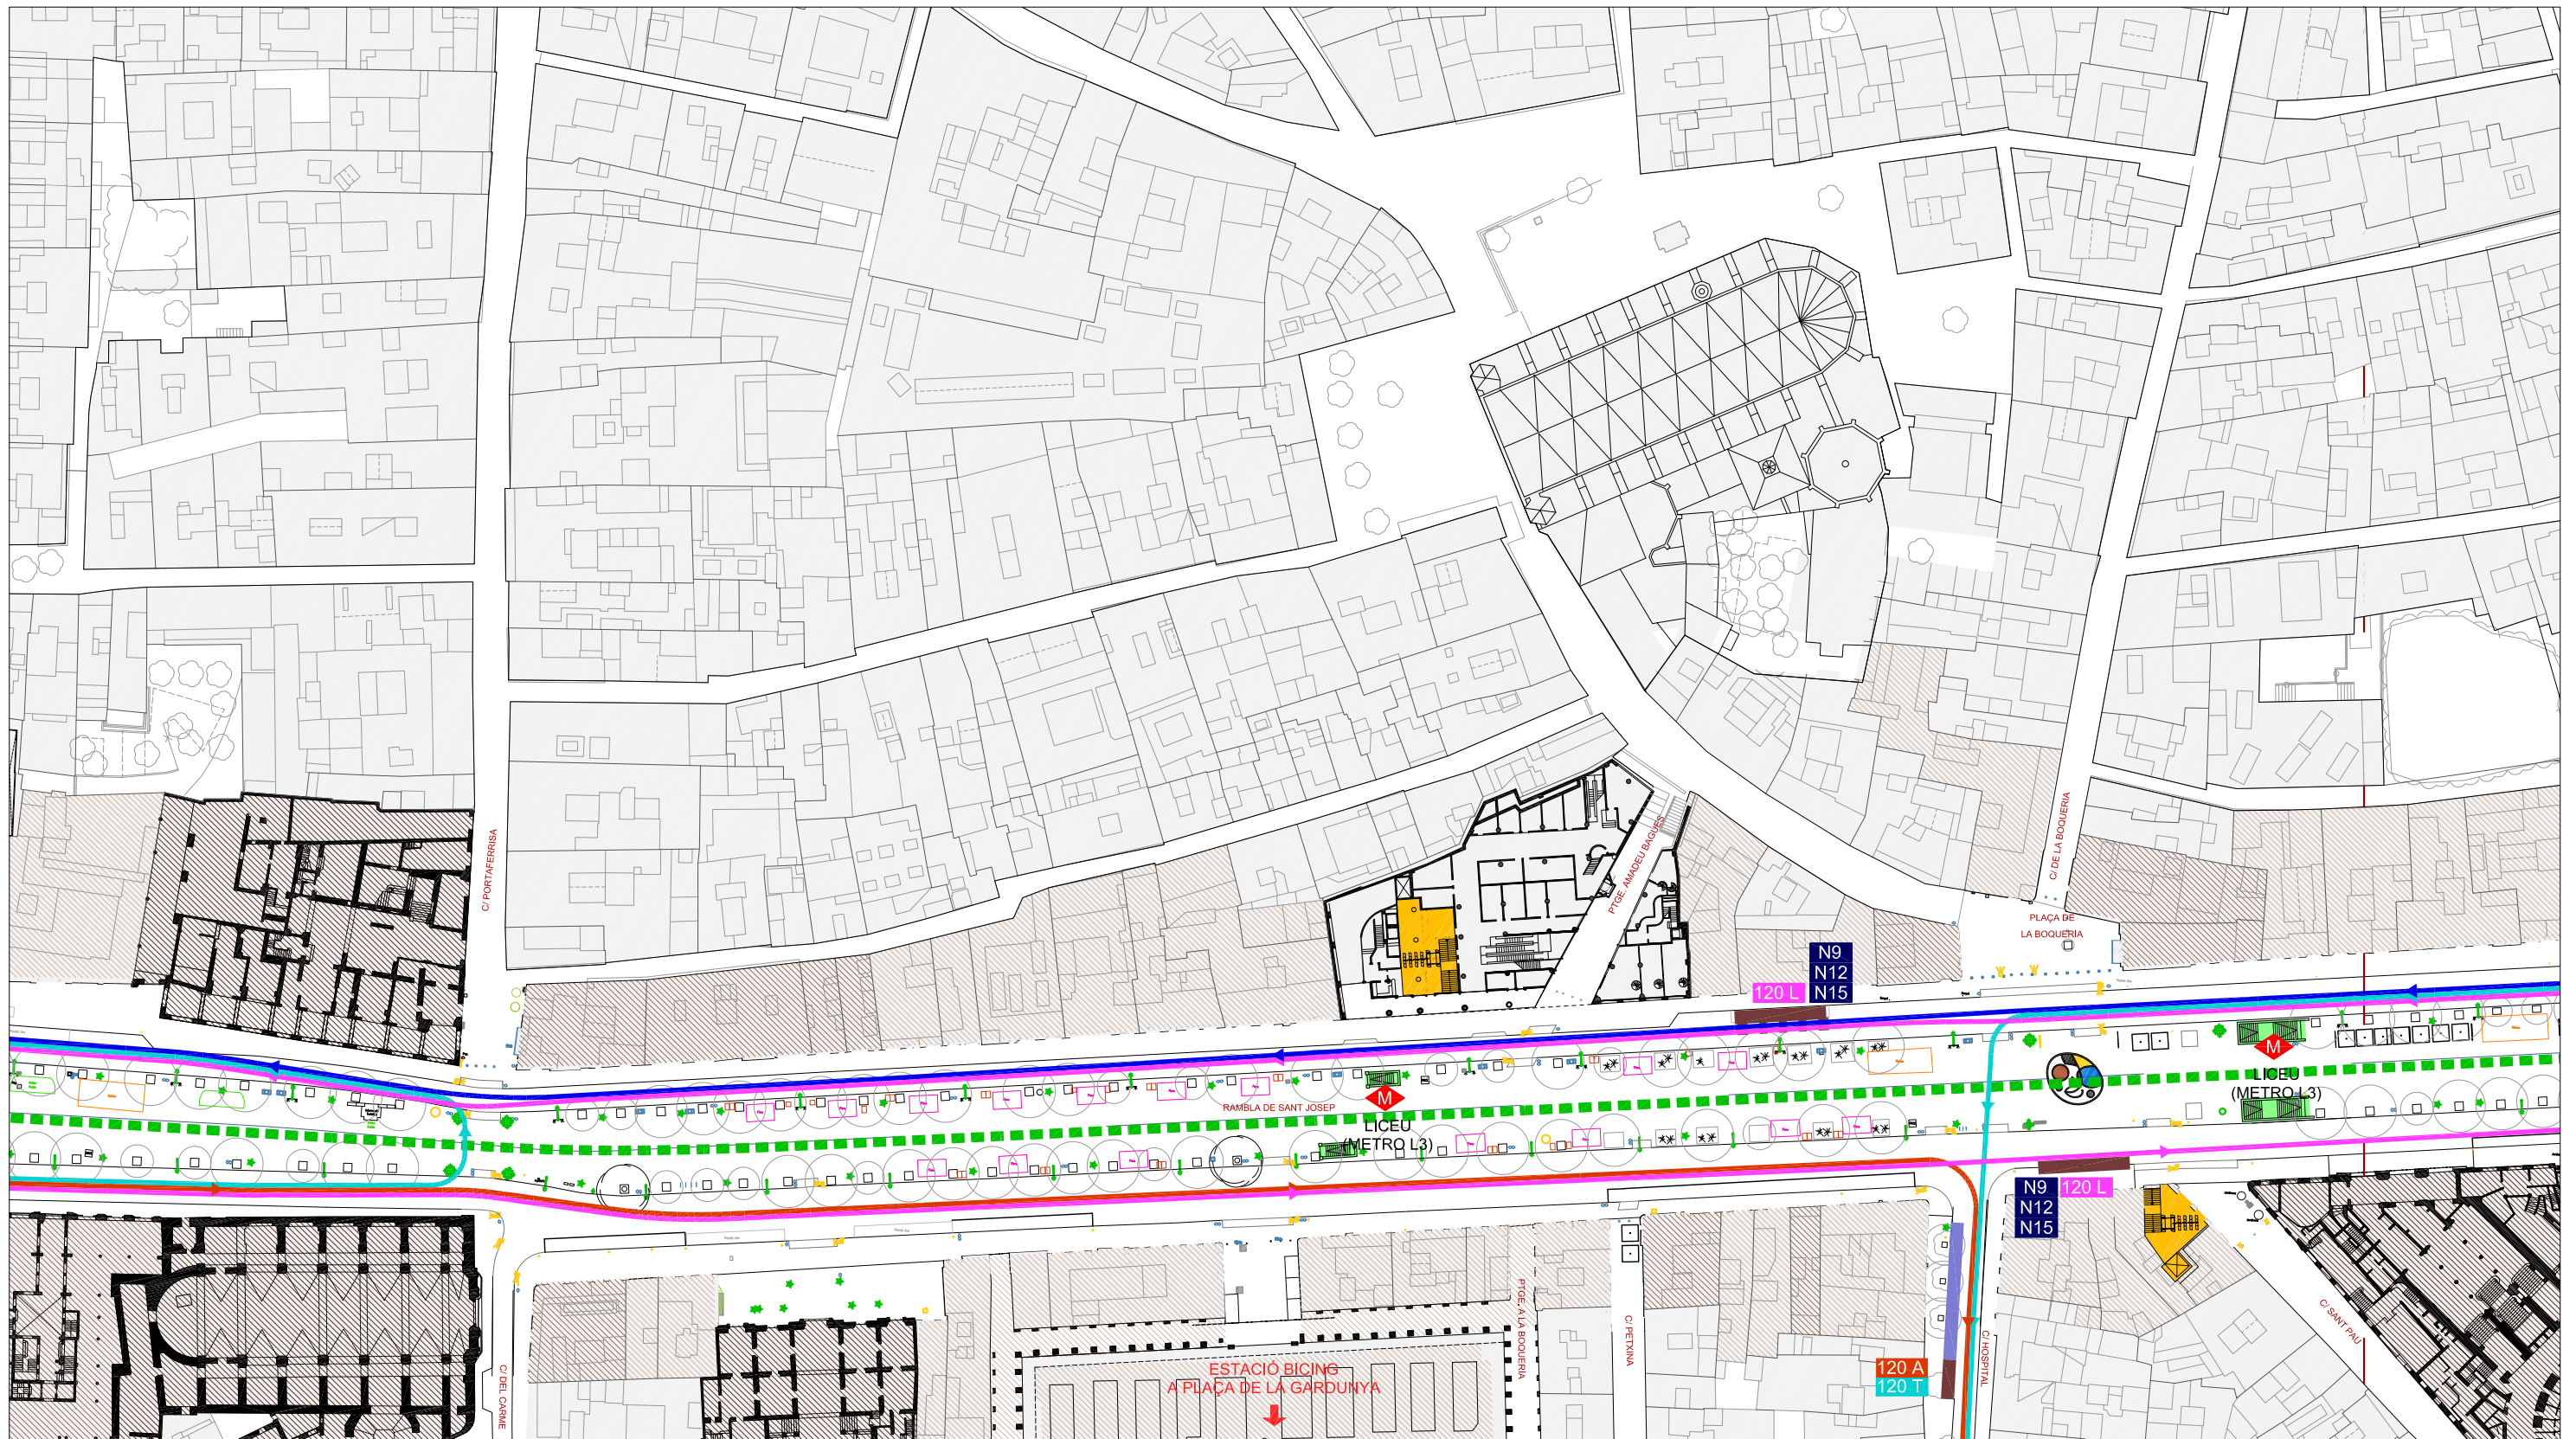 C/ PORTAFERRISA
PTGE. AMADEU BAGUÉS
C/ DE LA BOQUERIA
PLAÇA DE
LA BOQUERIA
N9
N12
120 L N15
M
LICEU
(METRO L3)
M
RAMBLA DE SANT JOSEP
LICEU
(METRO L3)
N9 120 L
N12
N15
C/ DEL CARME
ESTACIÓ BICING
A PLAÇA DE LA GARDUNYA
PTGE. A LA BOQUERIA
C/ PETXINA
120 A
120 T
C/ HOSPITAL
C/ SANT PAU